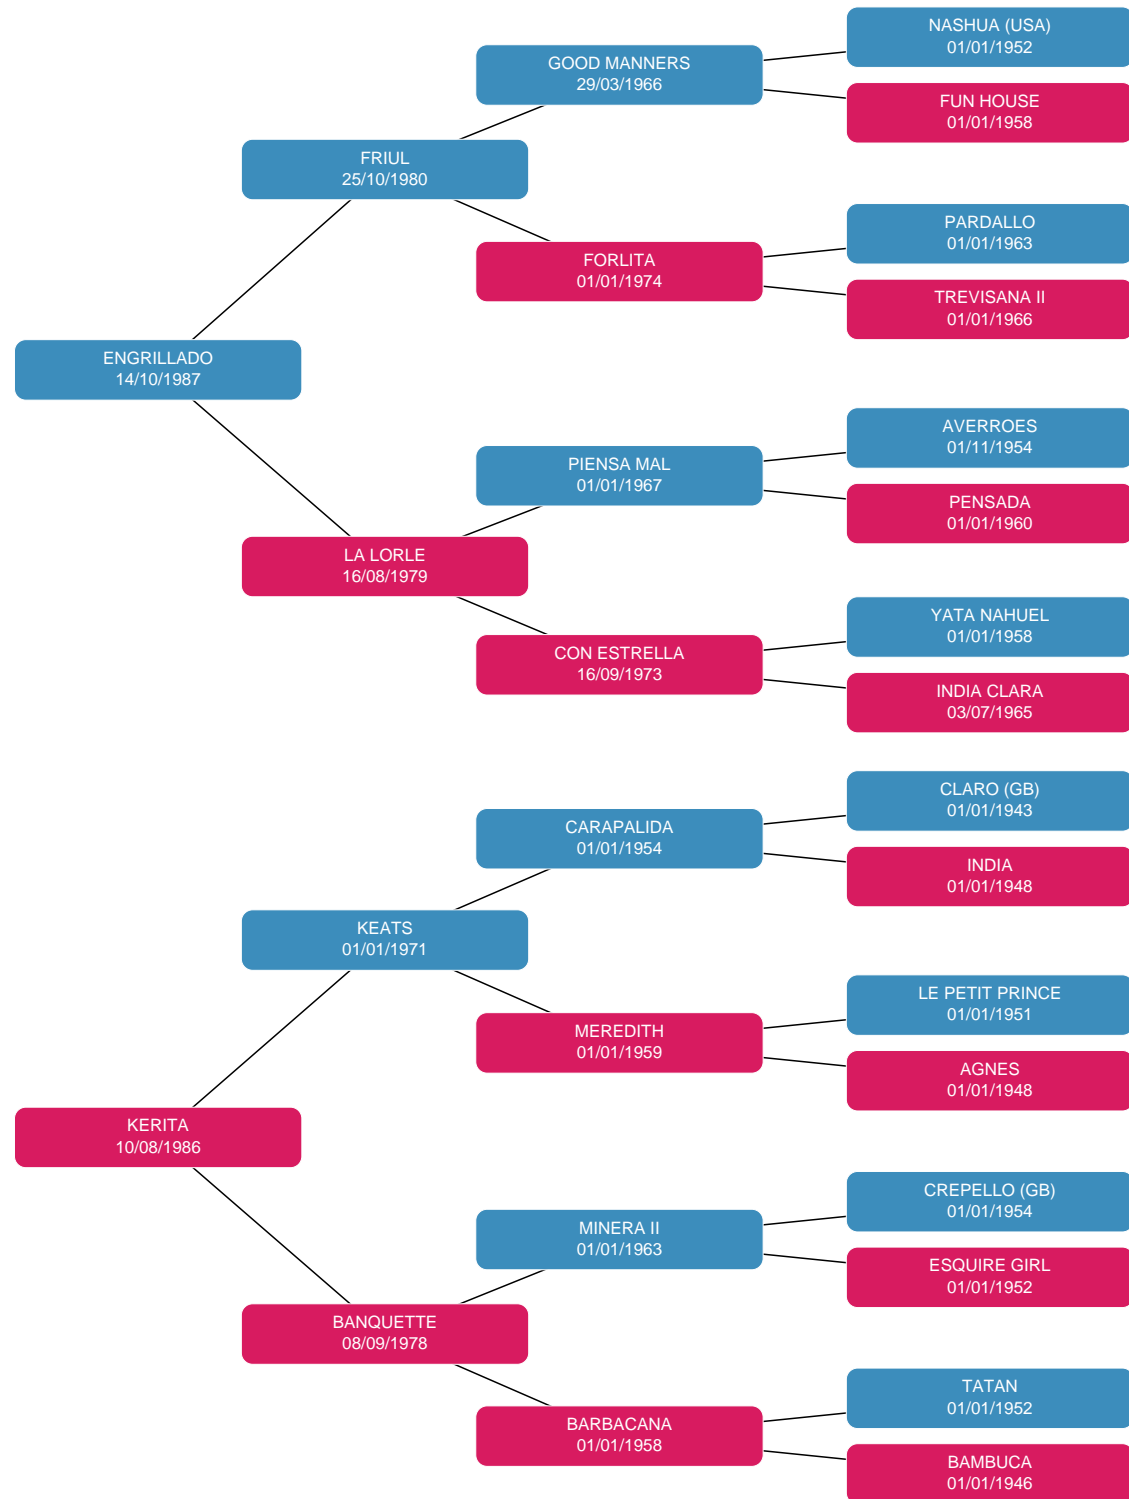 NASHUA (USA)
01/01/1952
GOOD MANNERS
29/03/1966
FUN HOUSE
01/01/1958
FRIUL
25/10/1980
PARDALLO
01/01/1963
FORLITA
01/01/1974
TREVISANA II
01/01/1966
ENGRILLADO
14/10/1987
AVERROES
01/11/1954
PIENSA MAL
01/01/1967
PENSADA
01/01/1960
LA LORLE
16/08/1979
YATA NAHUEL
01/01/1958
CON ESTRELLA
16/09/1973
INDIA CLARA
03/07/1965
CLARO (GB)
01/01/1943
CARAPALIDA
01/01/1954
INDIA
01/01/1948
KEATS
01/01/1971
LE PETIT PRINCE
01/01/1951
MEREDITH
01/01/1959
AGNES
01/01/1948
KERITA
10/08/1986
CREPELLO (GB)
01/01/1954
MINERA II
01/01/1963
ESQUIRE GIRL
01/01/1952
BANQUETTE
08/09/1978
TATAN
01/01/1952
BARBACANA
01/01/1958
BAMBUCA
01/01/1946